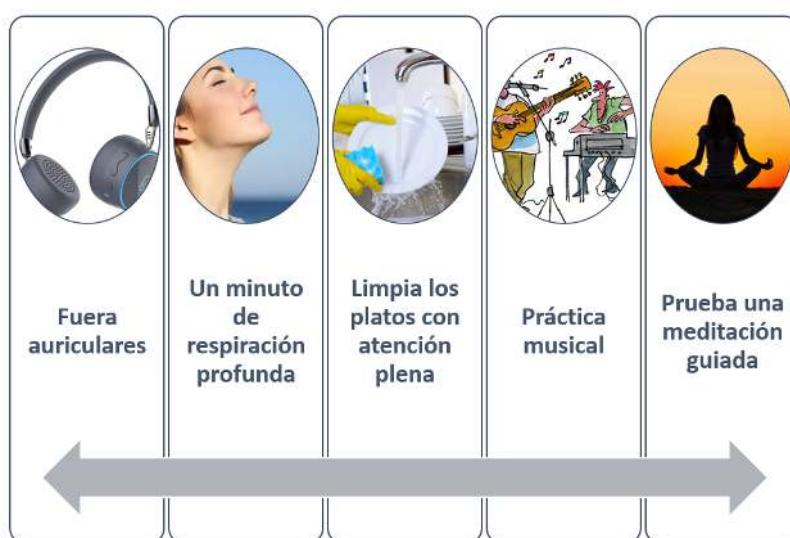 Fuera
auriculares
Un minuto
de
respiración
profunda
Limpia los
platos con
atención
plena
Práctica
musical
Prueba una
meditación
guiada